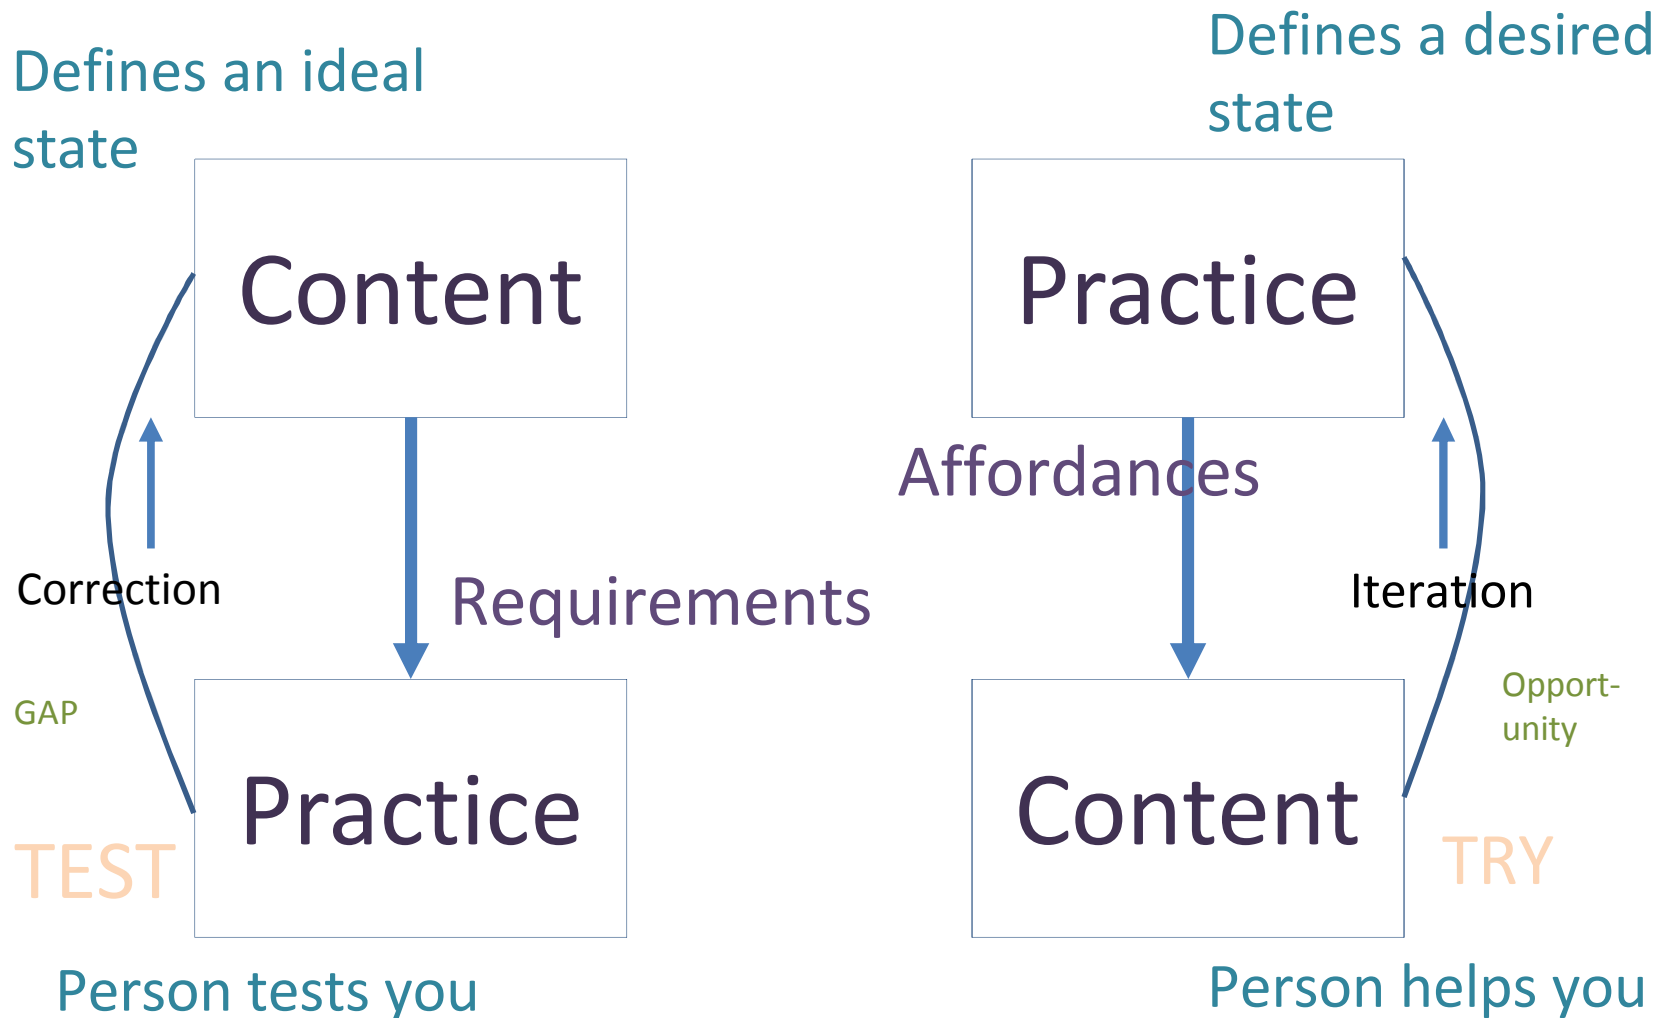 Defines an ideal
state
Content
Correction
Requirements
GAP
Practice
TEST
Person tests you
Defines a desired
state
Practice
Affordances
Iteration
Opport-
unity
Content
TRY
Person helps you